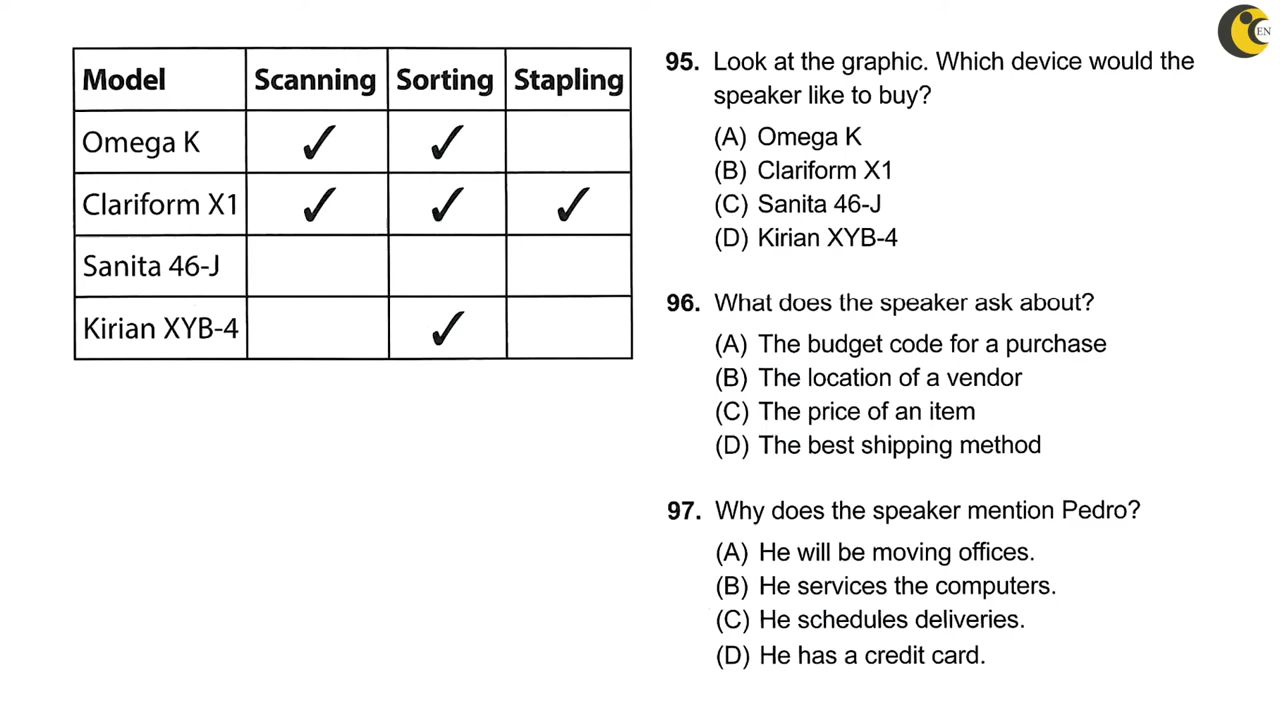 Model Scanning Sorting Stapling
Omega K ✓ ✓
Clariform X1 ✓ ✓ ✓
Sanita 46-J
Kirian XYB-4 ✓
95. Look at the graphic. Which device would the
speaker like to buy?
(A) Omega K
(B) Clariform X1
(C) Sanita 46-J
(D) Kirian XYB-4
96. What does the speaker ask about?
(A) The budget code for a purchase
(B) The location of a vendor
(C) The price of an item
(D) The best shipping method
97. Why does the speaker mention Pedro?
(A) He will be moving offices.
(B) He services the computers.
(C) He schedules deliveries.
(D) He has a credit card.
EN